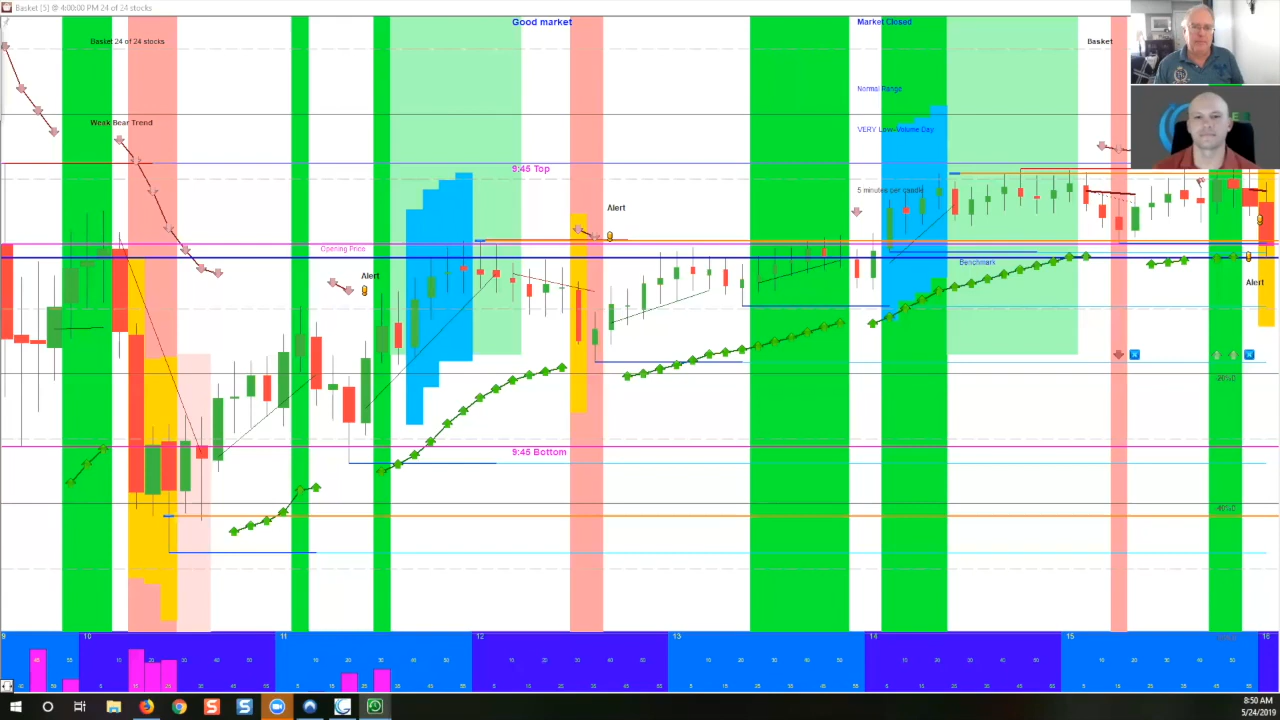 Basket [5] @ 4:00:00 PM 24 of 24 stocks
Good market
Market Closed
Basket 24 of 24 stocks
Basket
Normal Range
Weak Bear Trend
VERY Low-Volume Day
9:45 Top
5 minutes per candle
Alert
Opening Price
Benchmark
Alert
Alert
9:45 Bottom
9 10 11 12 13 14 15 16
8:50 AM
5/24/2019